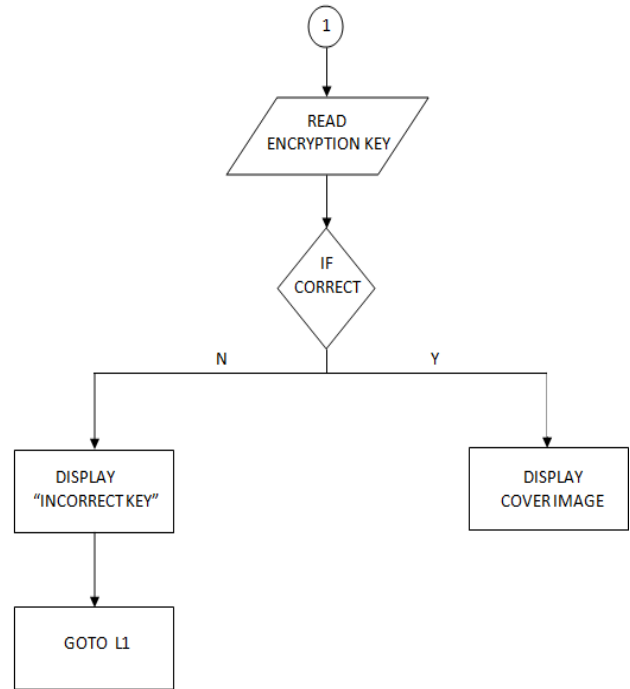 1
READ
ENCRYPTION KEY
IF
CORRECT
N
Y
DISPLAY
“INCORRECT KEY”
DISPLAY
COVER IMAGE
GOTO L1